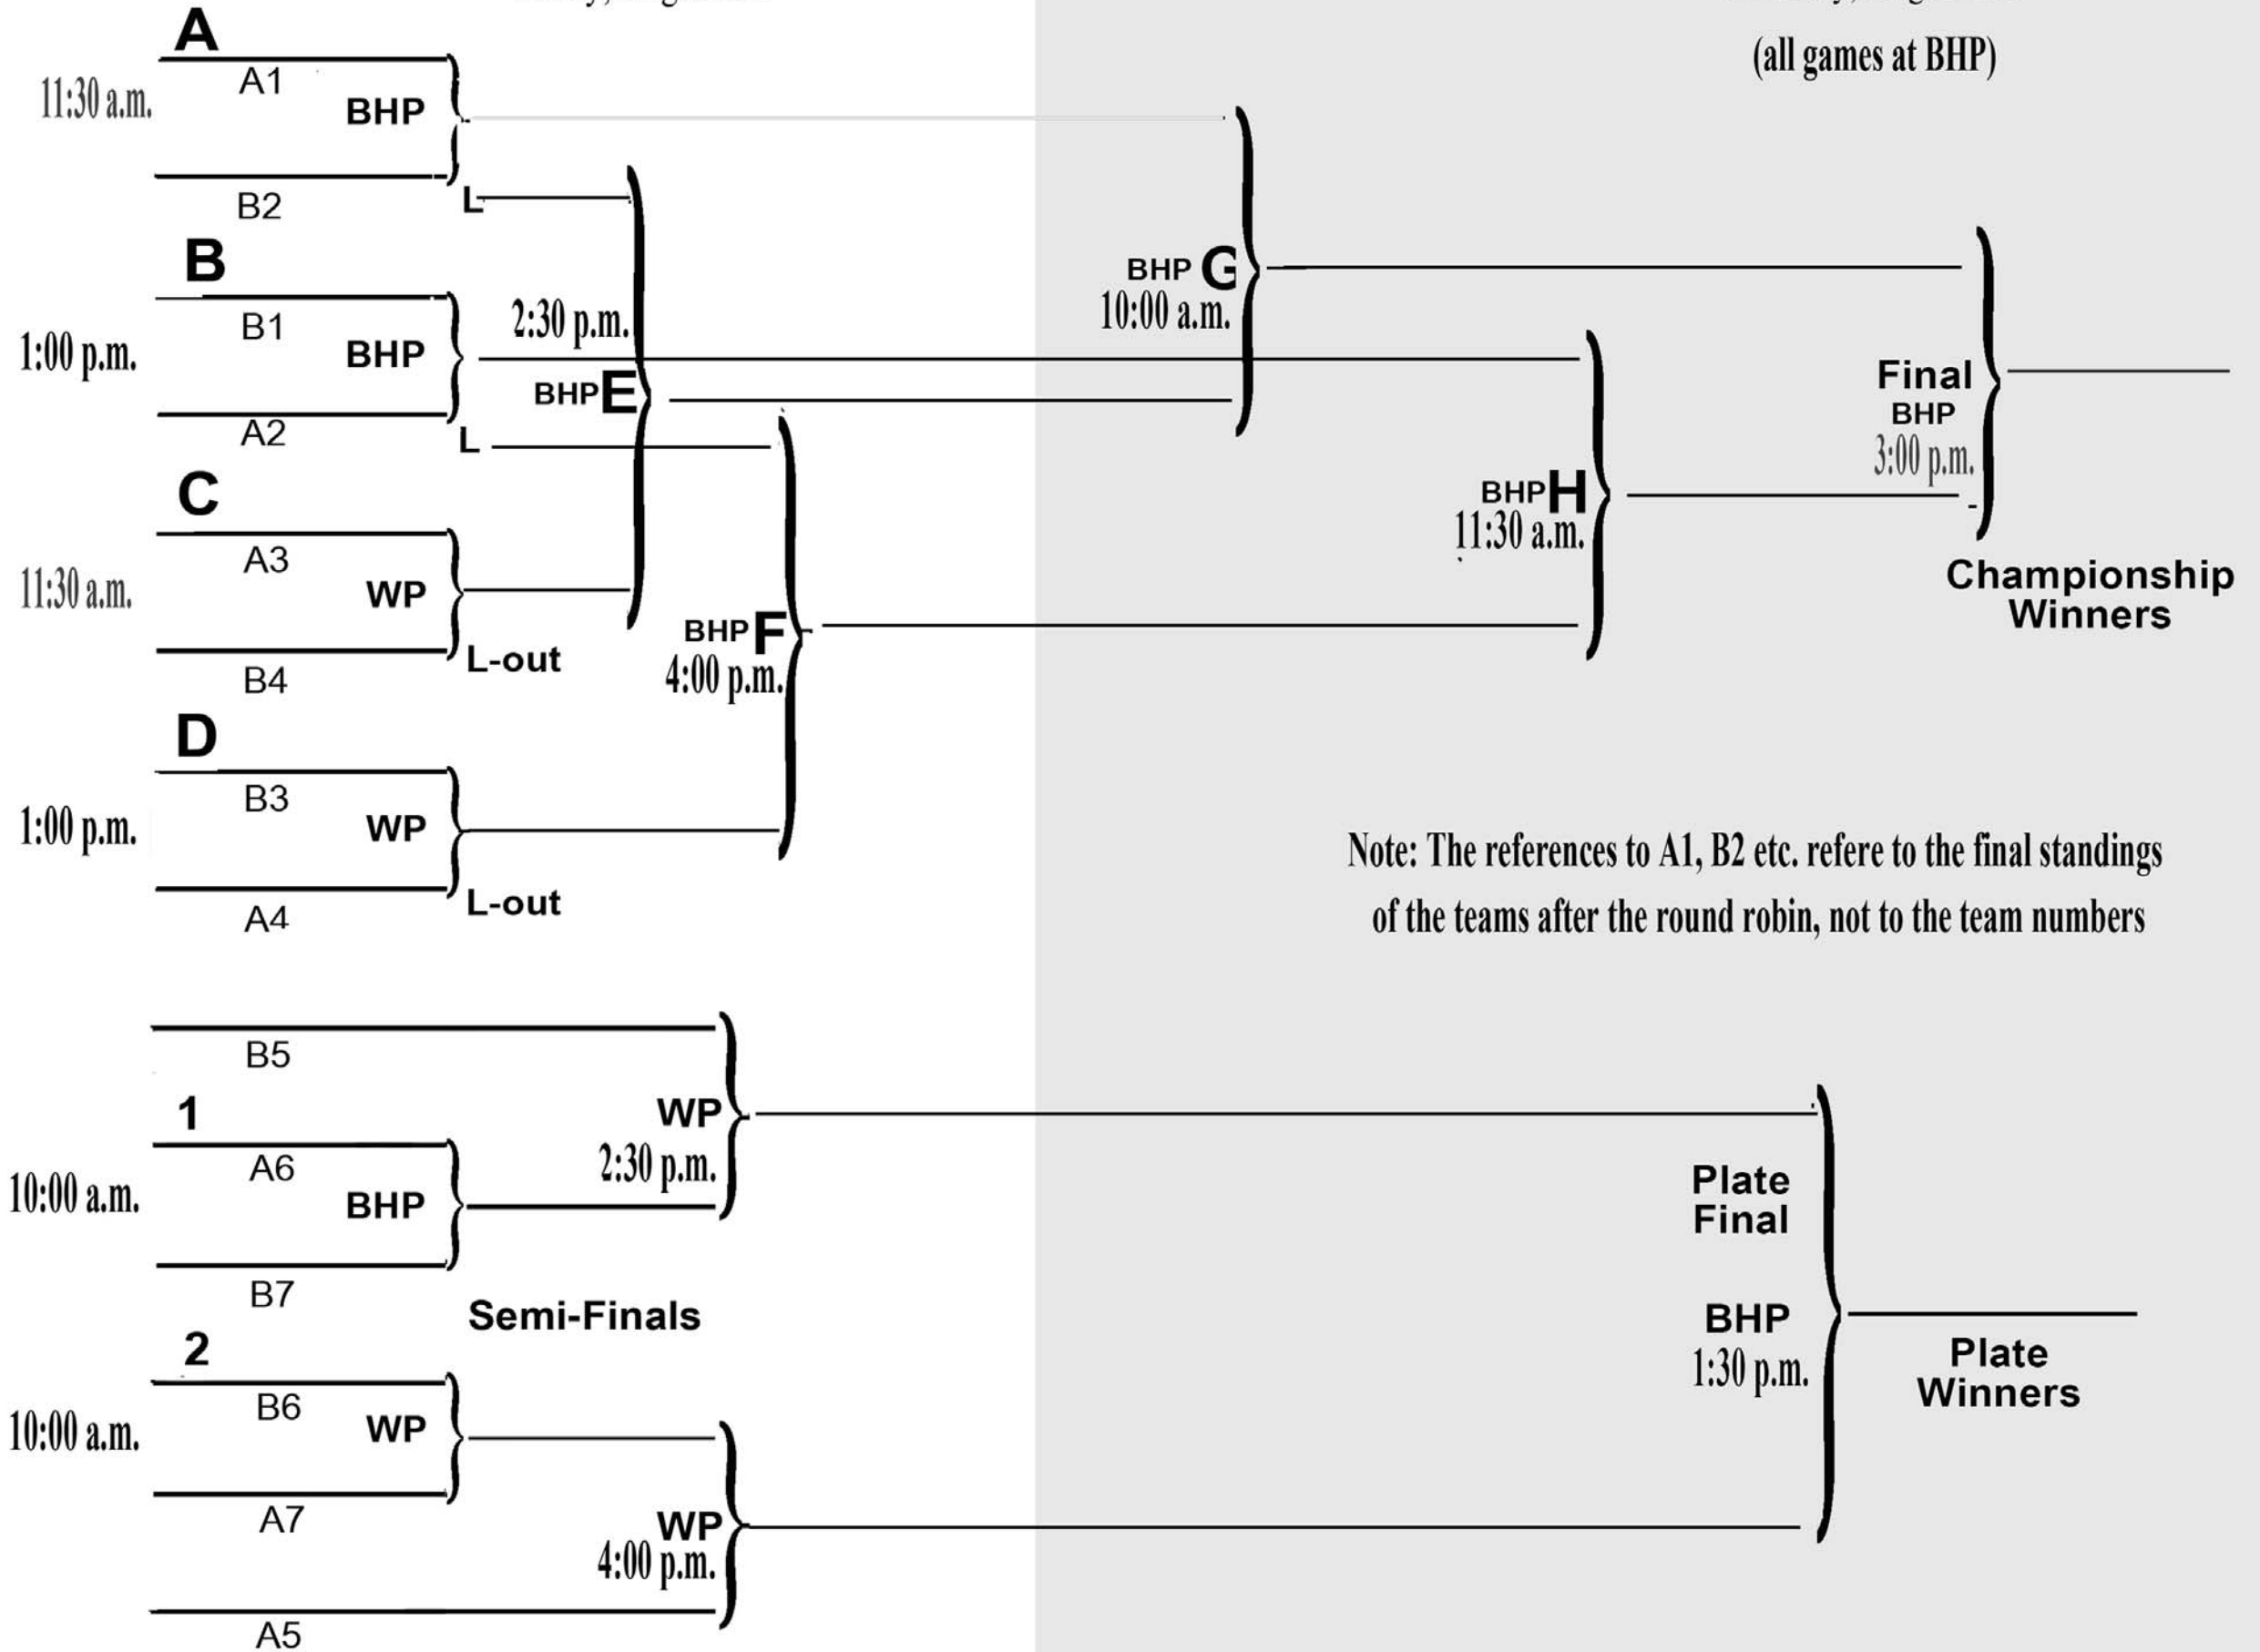 (all games at BHP)
A
A1
11:30 a.m.
BHP
B2
L
B
B1
1:00 p.m.
BHP
A2
L
2:30 p.m.
BHP E
C
A3
11:30 a.m.
WP
B4
L-out
BHP F
4:00 p.m.
D
B3
1:00 p.m.
WP
A4
L-out
BHP G
10:00 a.m.
BHP H
11:30 a.m.
Final
BHP
3:00 p.m.
Championship
Winners
Note: The references to A1, B2 etc. refere to the final standings
of the teams after the round robin, not to the team numbers
B5
1
A6
10:00 a.m.
BHP
B7
WP
2:30 p.m.
Semi-Finals
2
B6
10:00 a.m.
WP
A7
WP
4:00 p.m.
A5
Plate
Final
BHP
1:30 p.m.
Plate
Winners